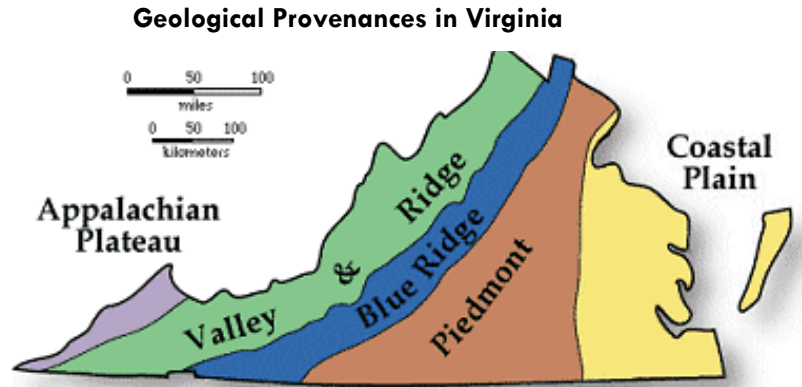 Geological Provenances in Virginia
0 50 100
miles
0 50 100
kilometers
Appalachian
Plateau
Valley & Ridge
Blue Ridge
Piedmont
Coastal
Plain